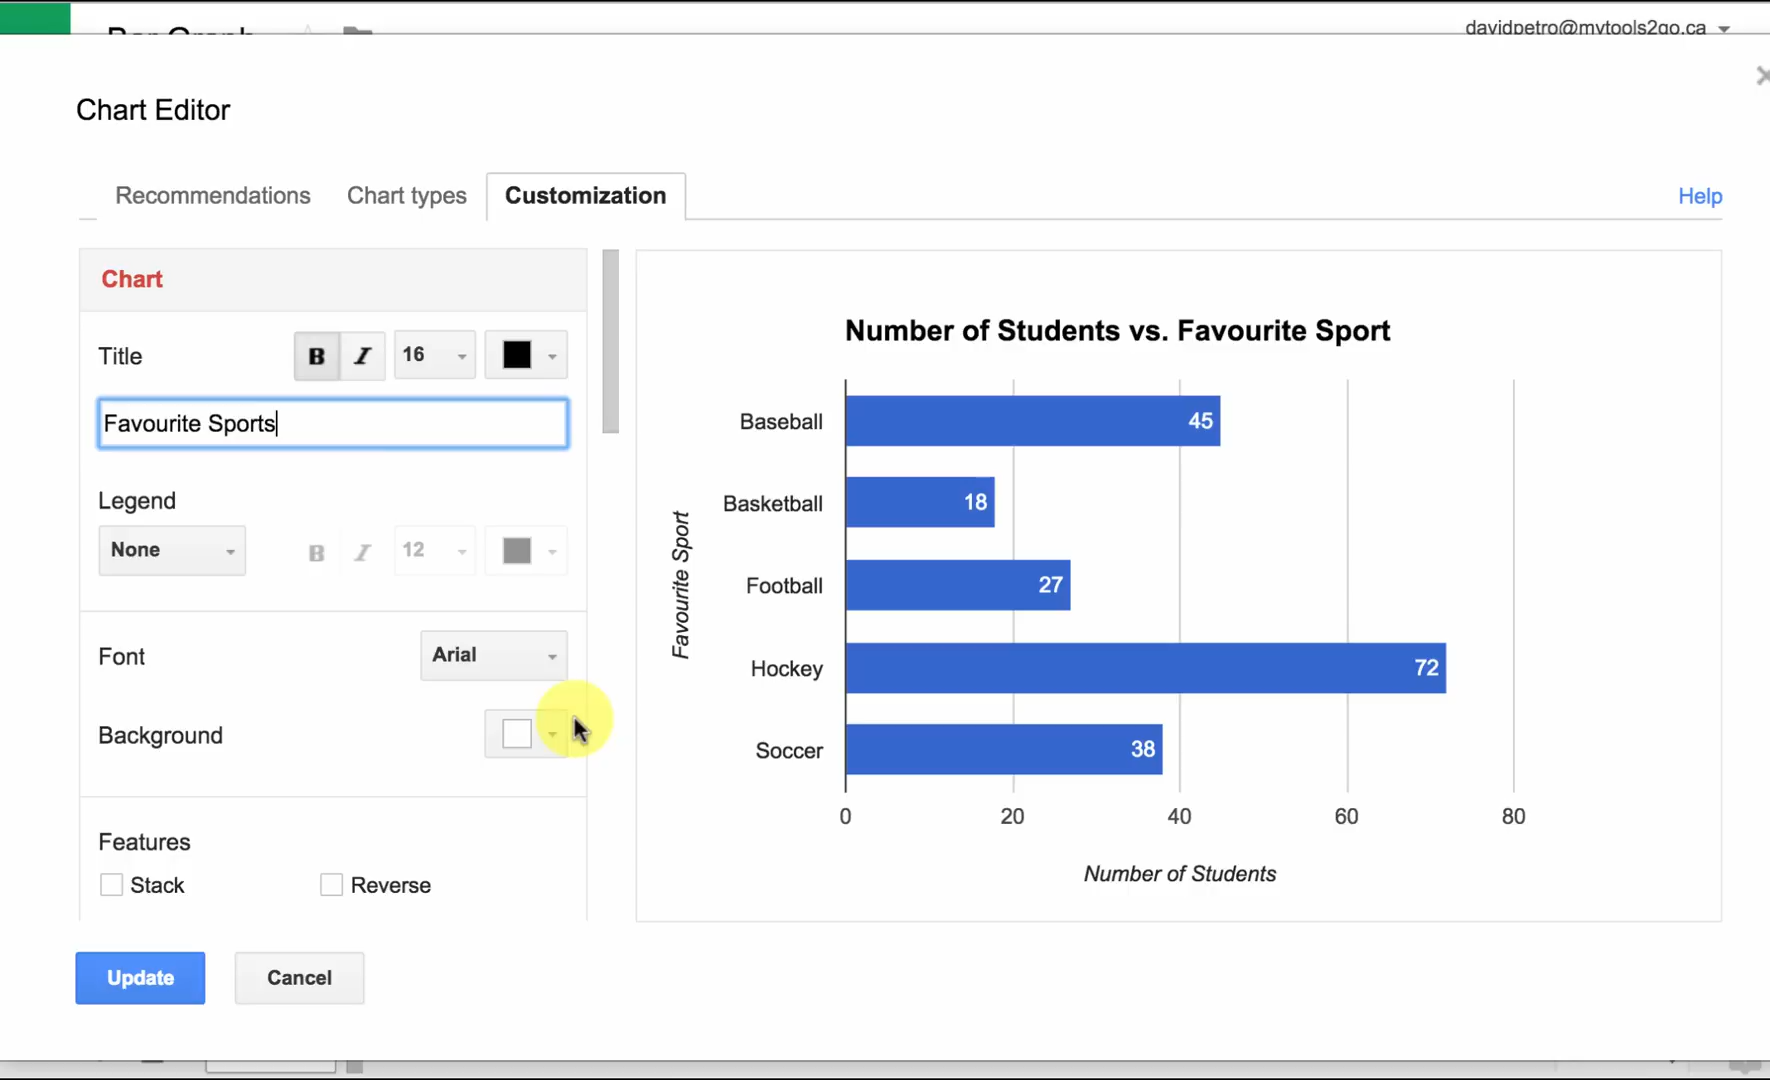 Bar Graph
davidpetro@mytools2go.ca
Chart Editor
Recommendations
Chart types
Customization
Help
Chart
Title
B I 16
Favourite Sports
Legend
None
B I 12
Font
Arial
Background
Features
Stack
Reverse
Update
Cancel
Number of Students vs. Favourite Sport
Favourite Sport
Baseball 45
Basketball 18
Football 27
Hockey 72
Soccer 38
0 20 40 60 80
Number of Students